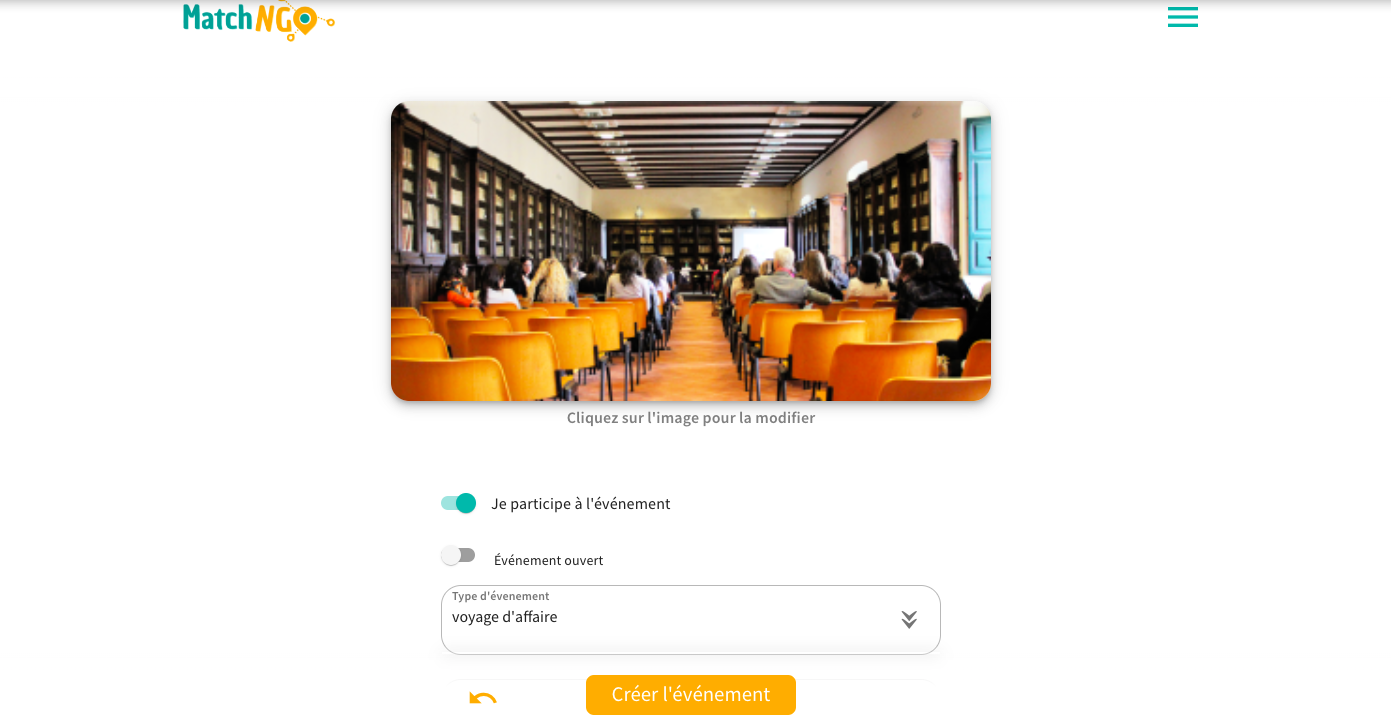 MatchNGO
Cliquez sur l'image pour la modifier
Je participe à l'événement
Événement ouvert
Type d'évenement
voyage d'affaire
Créer l'événement